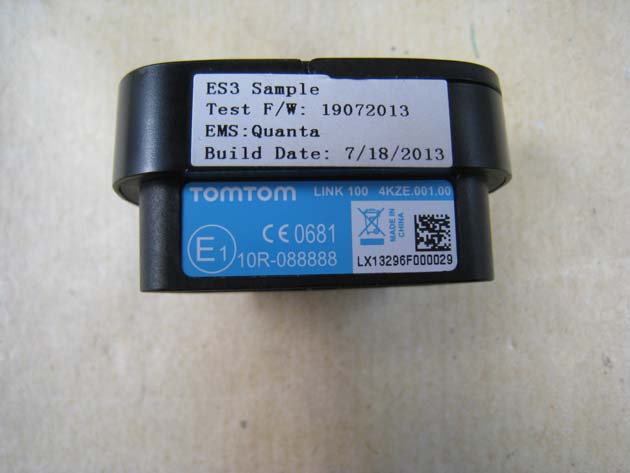 ES3 Sample
Test F/W: 19072013
EMS:Quanta
Build Date: 7/18/2013
TOMTOM LINK 100 4KZE.001.00
CE 0681
E1
10R-088888
MADE IN
CHINA
LX13296F000029